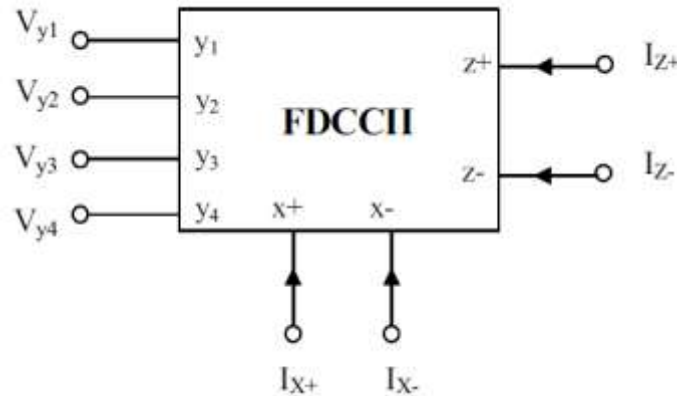 Vy1
y1
z+
IZ+
Vy2
y2
FDCCII
Vy3
y3
z-
IZ-
Vy4
y4
x+
x-
IX+
IX-